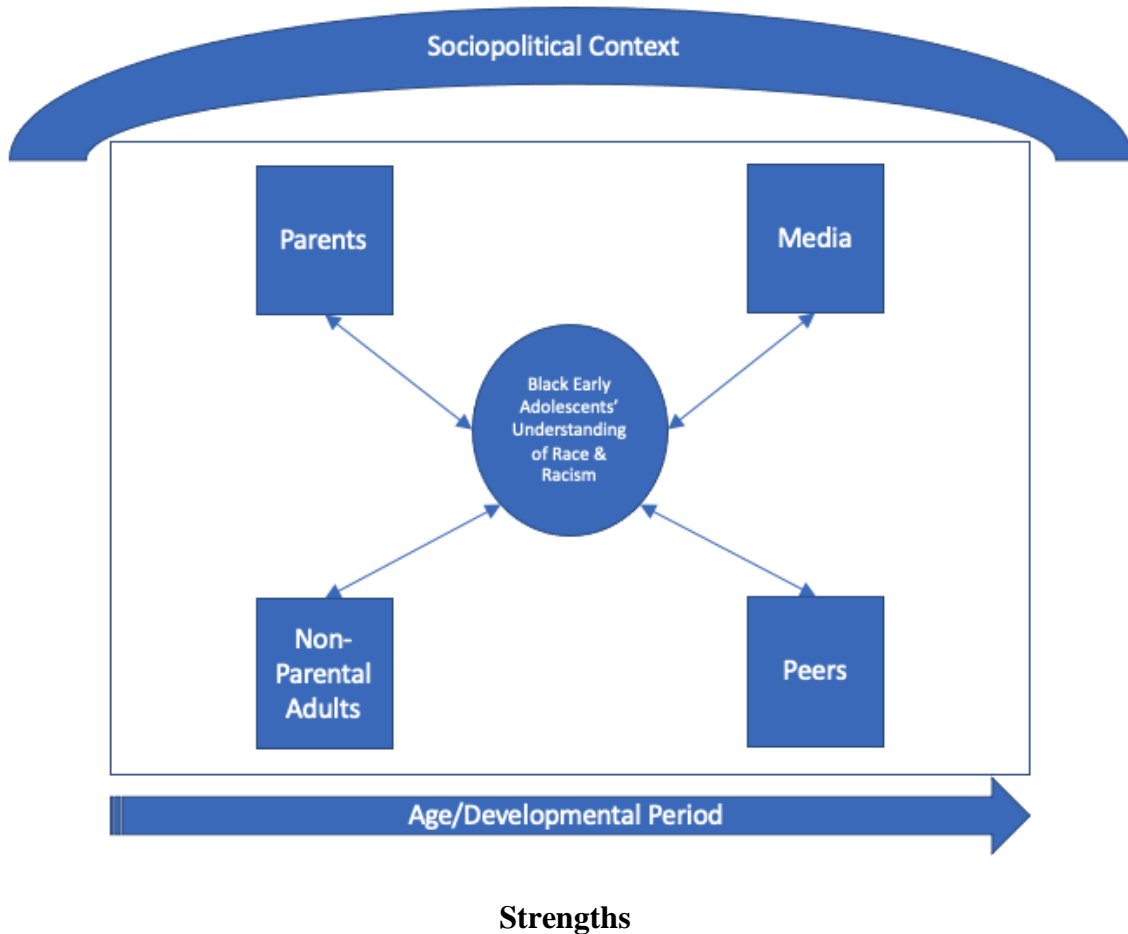 Sociopolitical Context
Parents
Media
Black Early
Adolescents'
Understanding
of Race &
Racism
Non-
Parental
Adults
Peers
Age/Developmental Period
Strengths